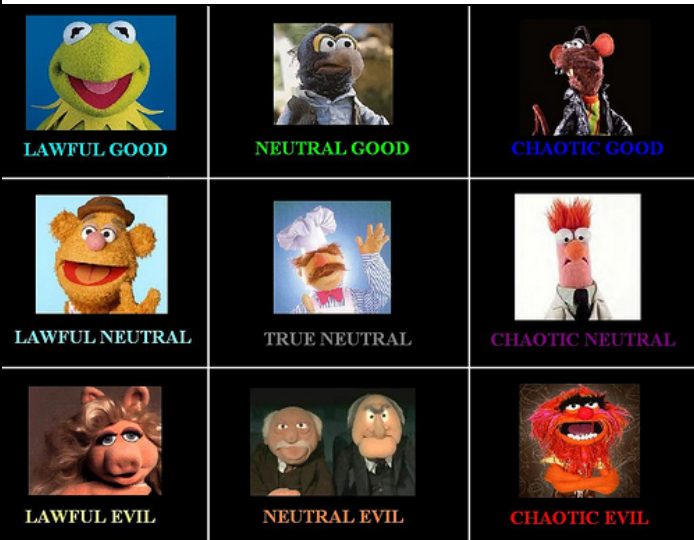 LAWFUL GOOD
NEUTRAL GOOD
CHAOTIC GOOD
LAWFUL NEUTRAL
TRUE NEUTRAL
CHAOTIC NEUTRAL
LAWFUL EVIL
NEUTRAL EVIL
CHAOTIC EVIL